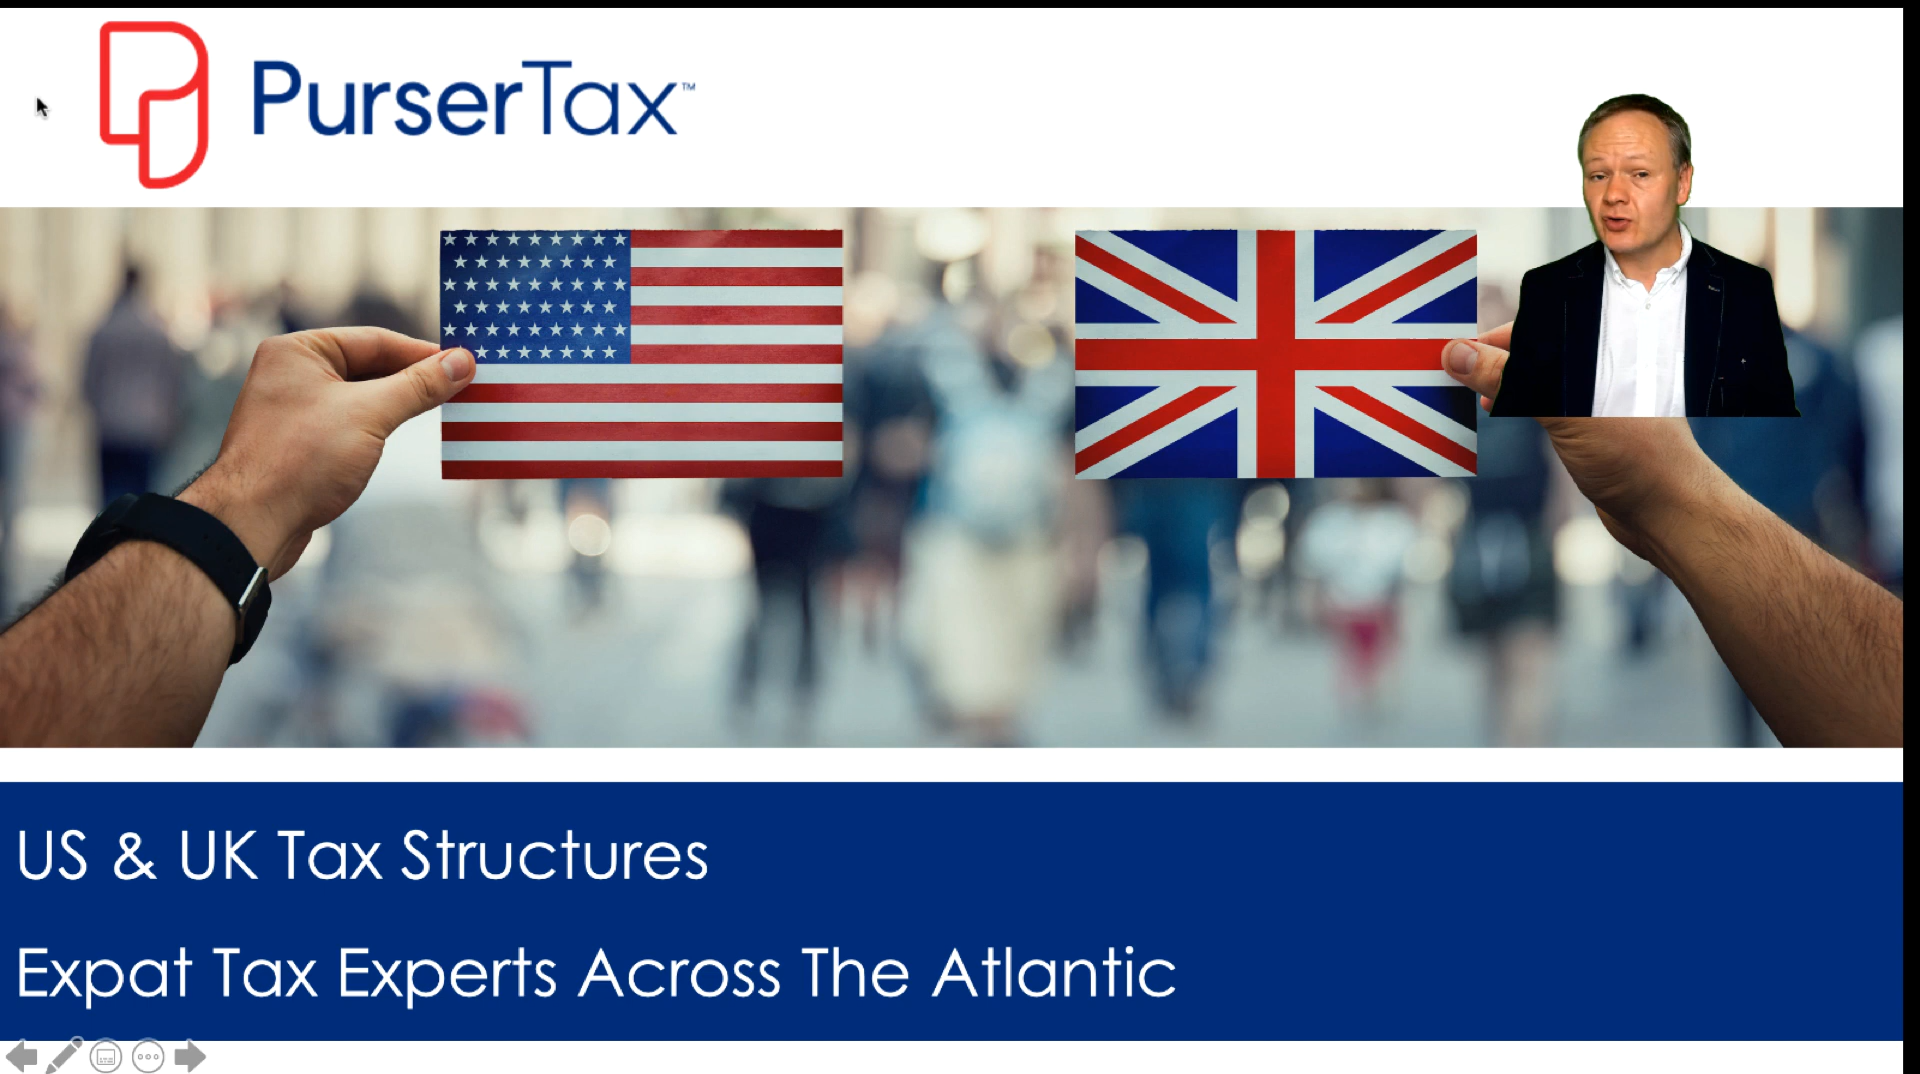 PurserTax™
US & UK Tax Structures
Expat Tax Experts Across The Atlantic